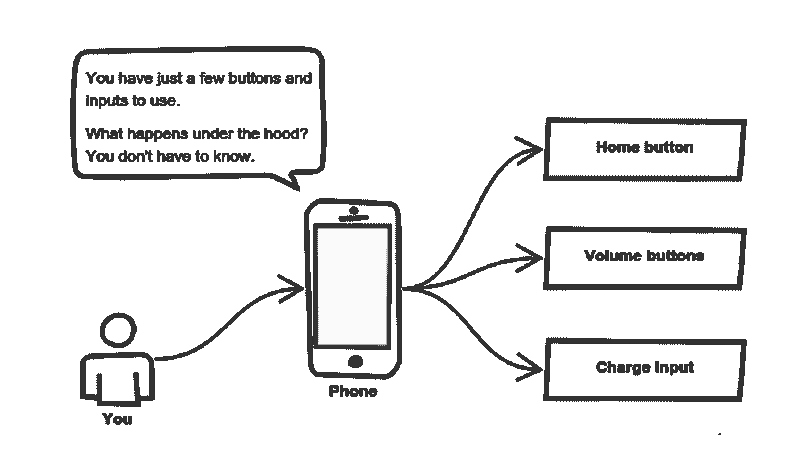 You have just a few buttons and
inputs to use.
What happens under the hood?
You don't have to know.
Home button
Volume buttons
Charge input
Phone
You